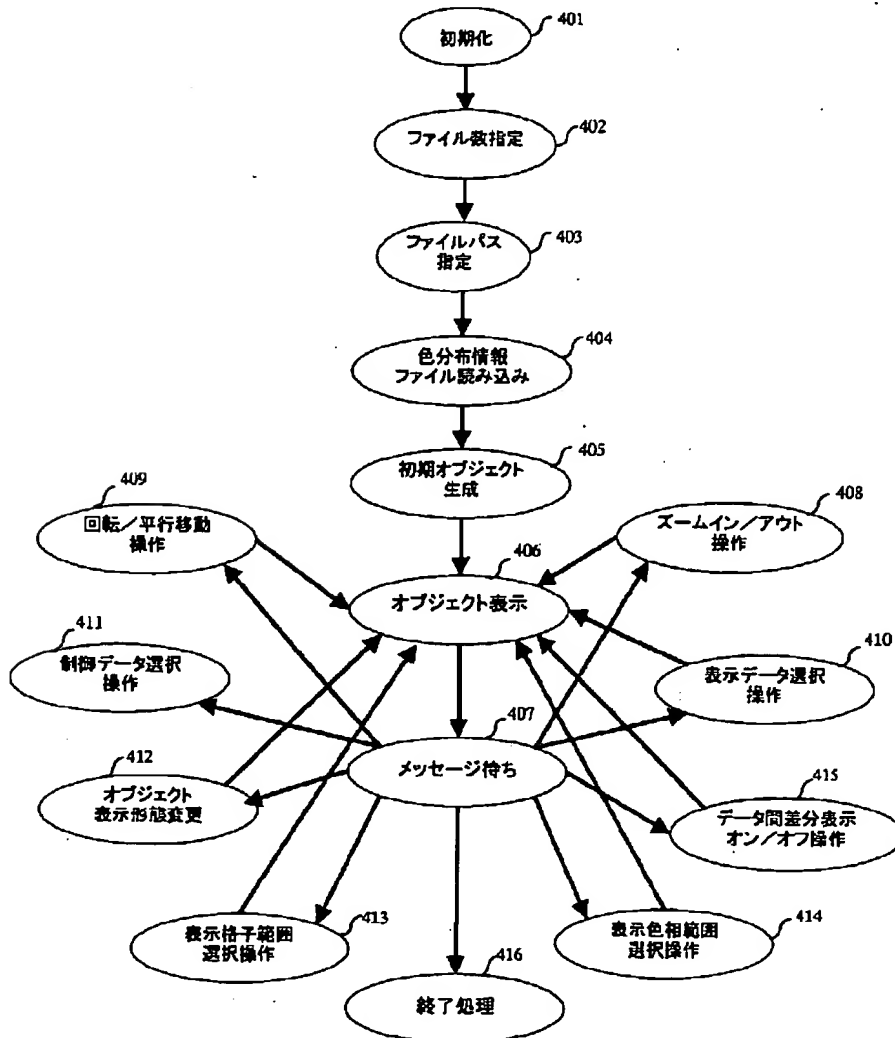 初期化
401
ファイル数指定
402
ファイルパス
指定
403
色分布情報
ファイル読み込み
404
初期オブジェクト
生成
405
409
回転／平行移動
操作
408
ズームイン／アウト
操作
406
オブジェクト表示
411
制御データ選択
操作
410
表示データ選択
操作
407
メッセージ待ち
412
オブジェクト
表示形態変更
415
データ間差分表示
オン／オフ操作
413
表示格子範囲
選択操作
414
表示色相範囲
選択操作
416
終了処理